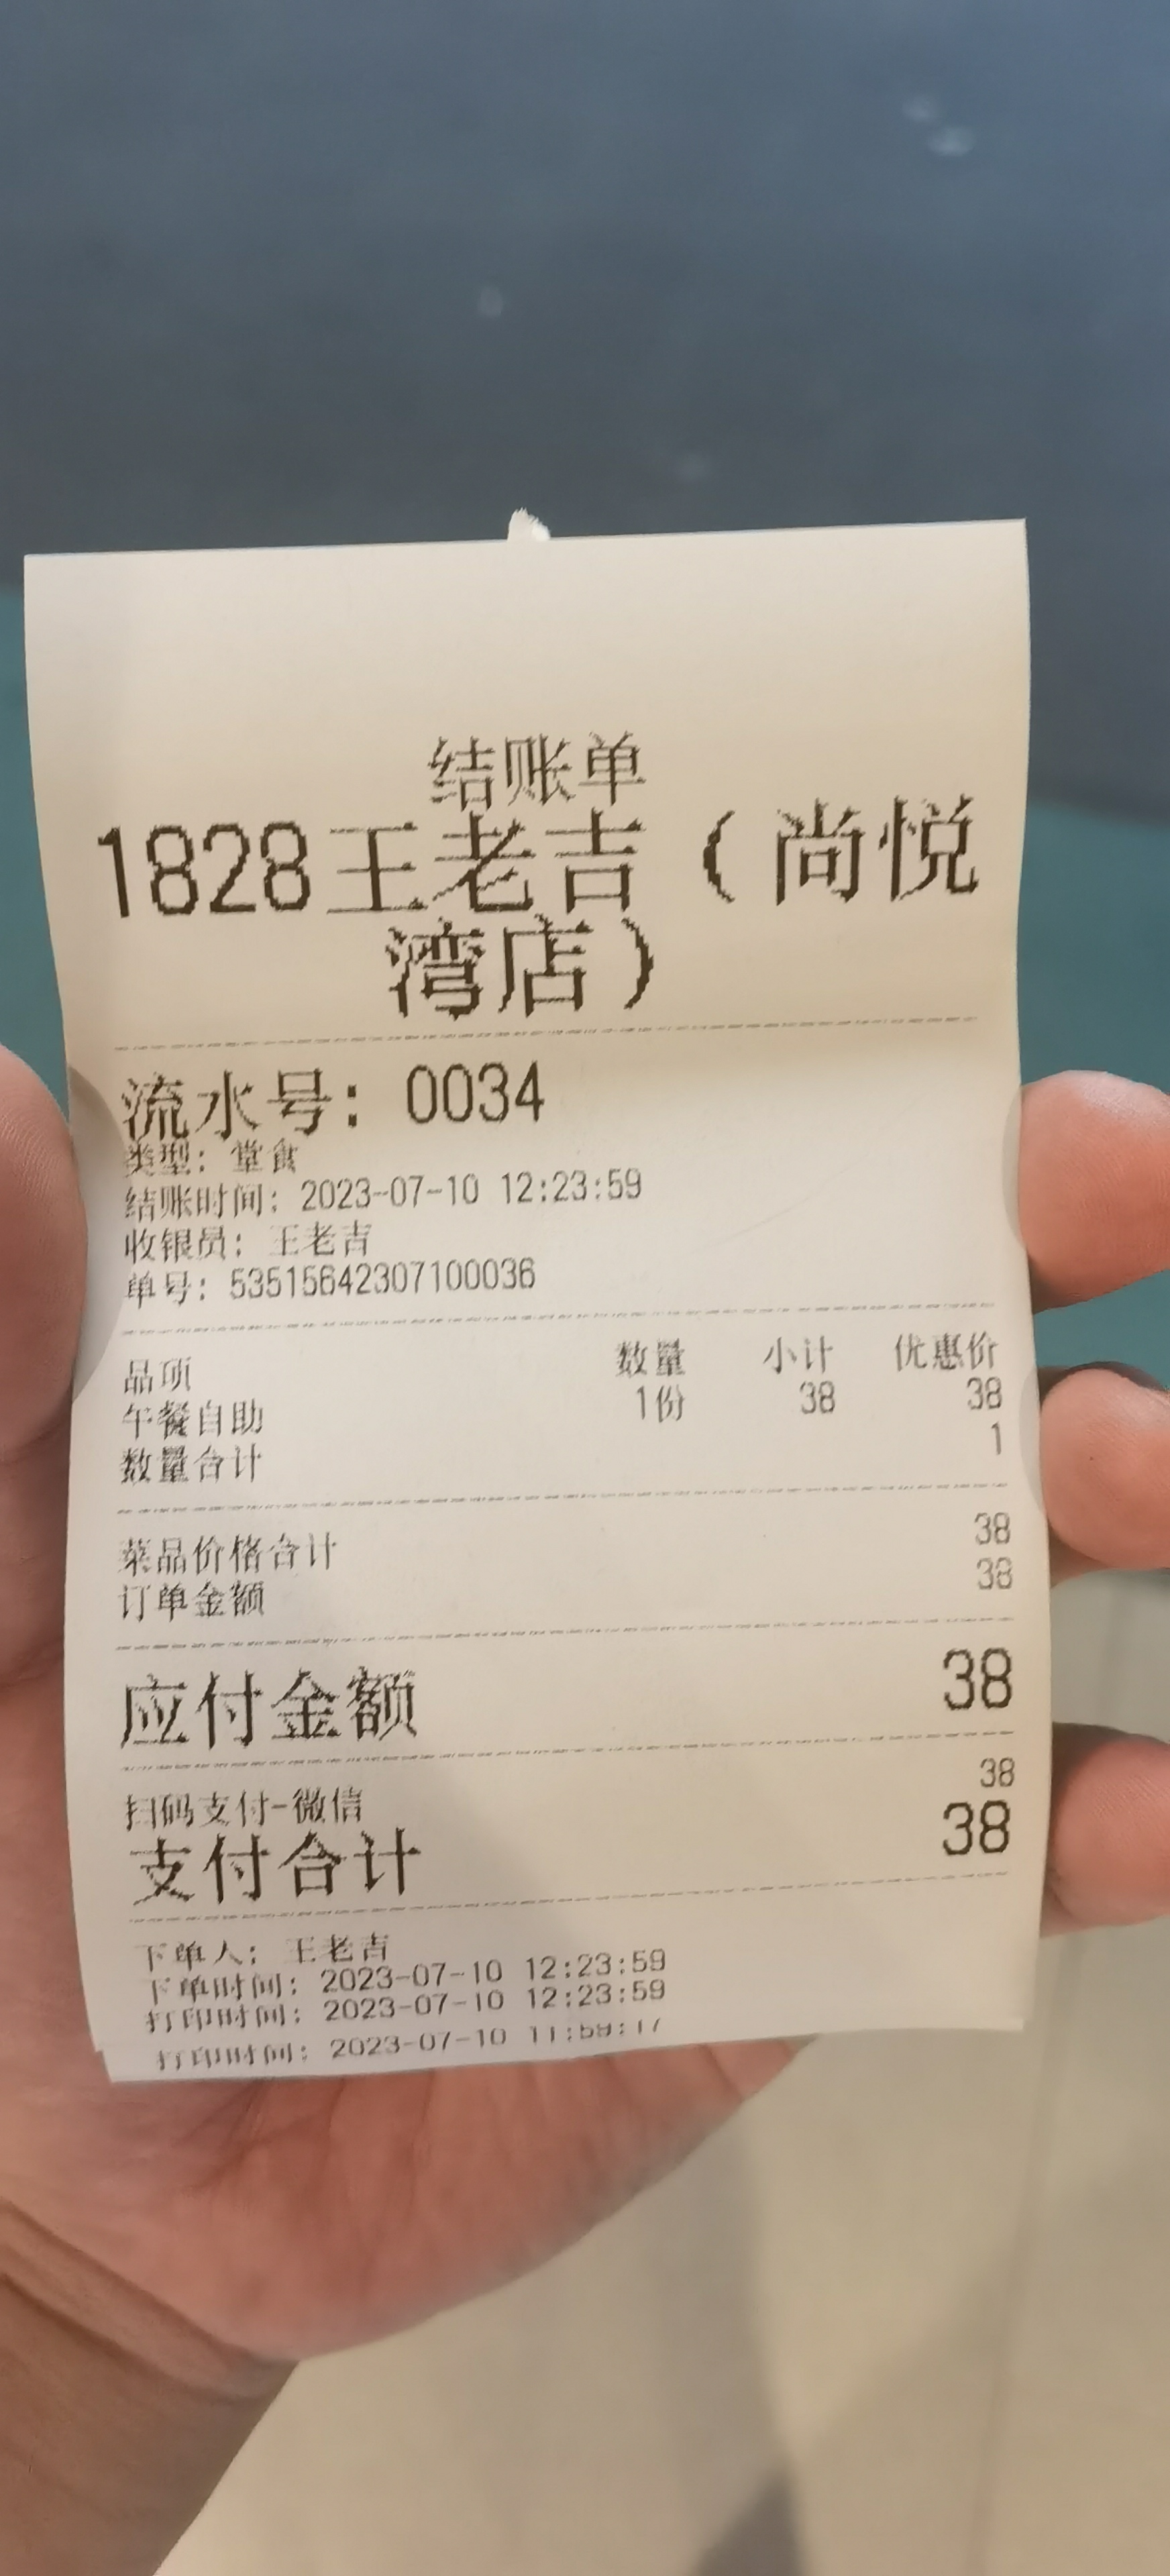 结账单
1828王老吉（尚悦
湾店）
流水号：0034
类型：堂食
结账时间：2023-07-10 12:23:59
收银员：王老吉
单号：53515642307100036
品项 数量 小计 优惠价
午餐自助 1份 38 38
数量合计 1
菜品价格合计 38
订单金额 38
应付金额 38
扫码支付-微信 38
支付合计 38
下单人：王老吉
下单时间：2023-07-10 12:23:59
打印时间：2023-07-10 12:23:59
打印时间：2023-07-10 11:59:17